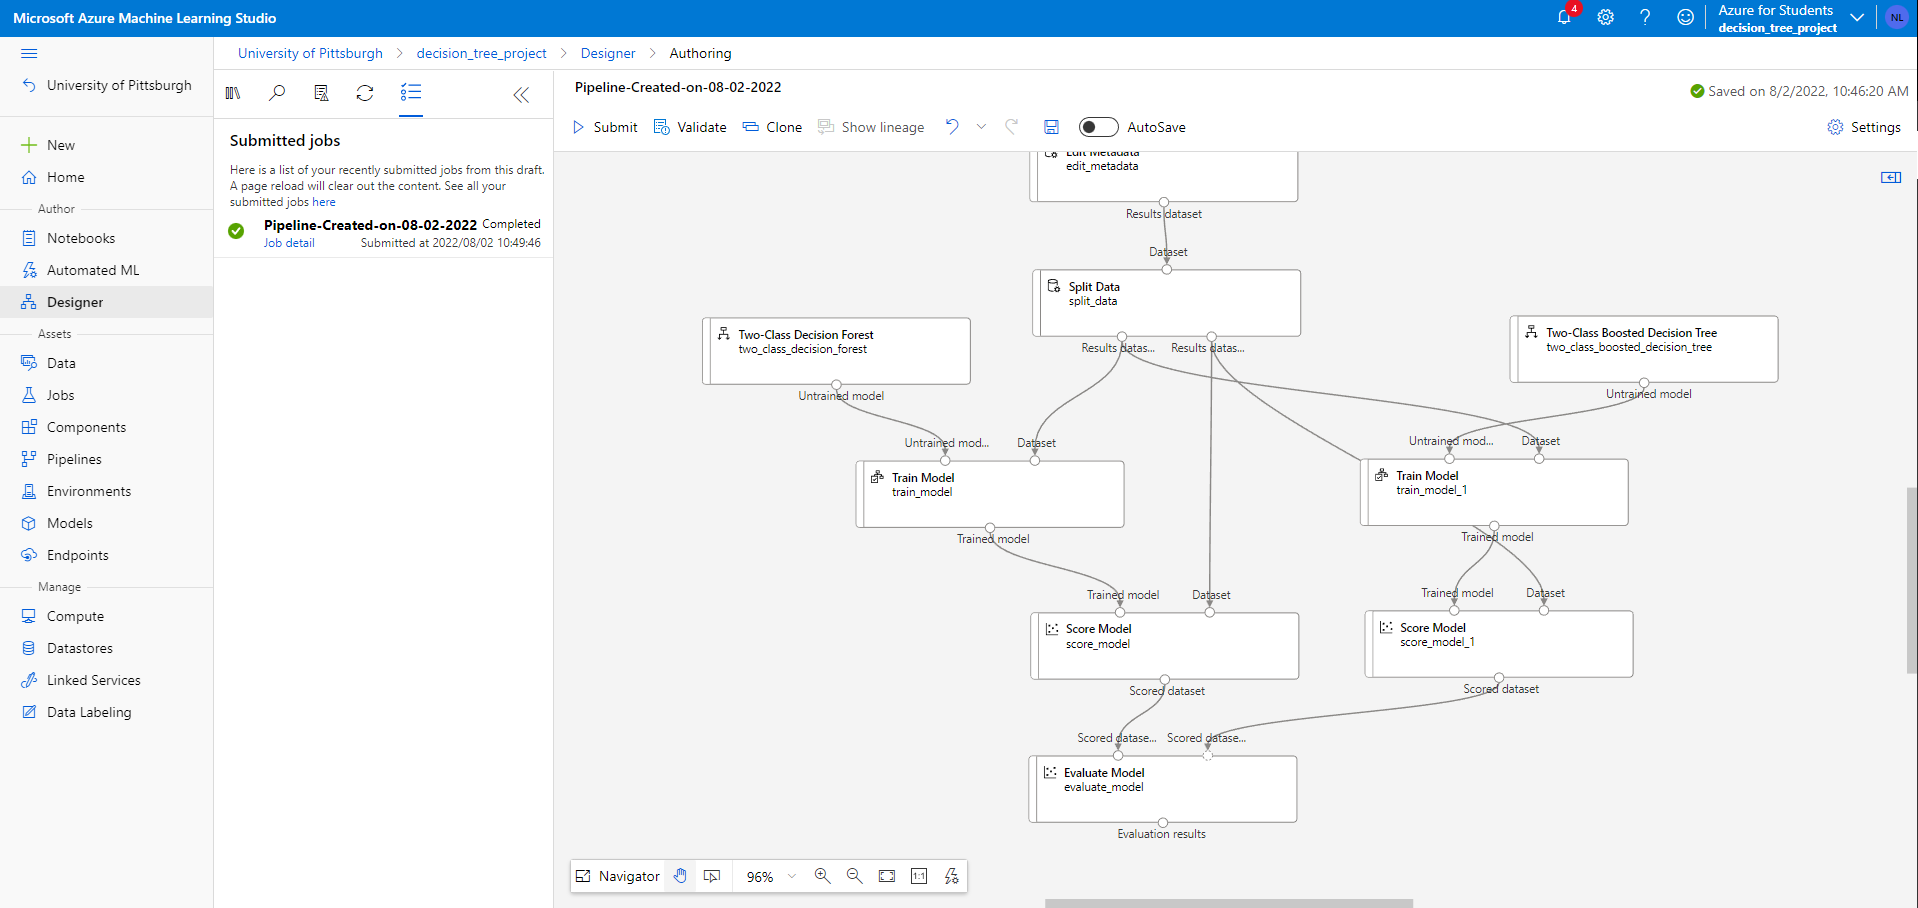 Microsoft Azure Machine Learning Studio
4
Azure for Students
decision_tree_project
NL
University of Pittsburgh
New
Home
Author
Notebooks
Automated ML
Designer
Assets
Data
Jobs
Components
Pipelines
Environments
Models
Endpoints
Manage
Compute
Datastores
Linked Services
Data Labeling
University of Pittsburgh > decision_tree_project > Designer > Authoring
Submitted jobs
Here is a list of your recently submitted jobs from this draft.
A page reload will clear out the content. See all your
submitted jobs here
Pipeline-Created-on-08-02-2022 Completed
Job detail Submitted at 2022/08/02 10:49:46
Pipeline-Created-on-08-02-2022
Saved on 8/2/2022, 10:46:20 AM
Submit Validate Clone Show lineage AutoSave Settings
Edit Metadata
edit_metadata
Results dataset
Dataset
Split Data
split_data
Results datas... Results datas...
Two-Class Decision Forest
two_class_decision_forest
Untrained model
Two-Class Boosted Decision Tree
two_class_boosted_decision_tree
Untrained model
Untrained mod... Dataset
Train Model
train_model
Trained model
Untrained mod... Dataset
Train Model
train_model_1
Trained model
Trained model Dataset
Score Model
score_model
Scored dataset
Trained model Dataset
Score Model
score_model_1
Scored dataset
Scored datase... Scored datase...
Evaluate Model
evaluate_model
Evaluation results
Navigator 96% 1:1